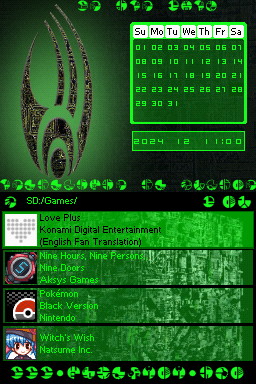 Su Mo Tu We Th Fr Sa
01 02 03 04 05 06 07
08 09 10 11 12 13 14
15 16 17 18 19 20 21
22 23 24 25 26 27 28
29 30 31
2024 12 11:00
SD:/Games/
Love Plus
Konami Digital Entertainment
(English Fan Translation)
Nine Hours, Nine Persons,
Nine Doors
Aksys Games
Pokémon
Black Version
Nintendo
Witch's Wish
Natsume Inc.